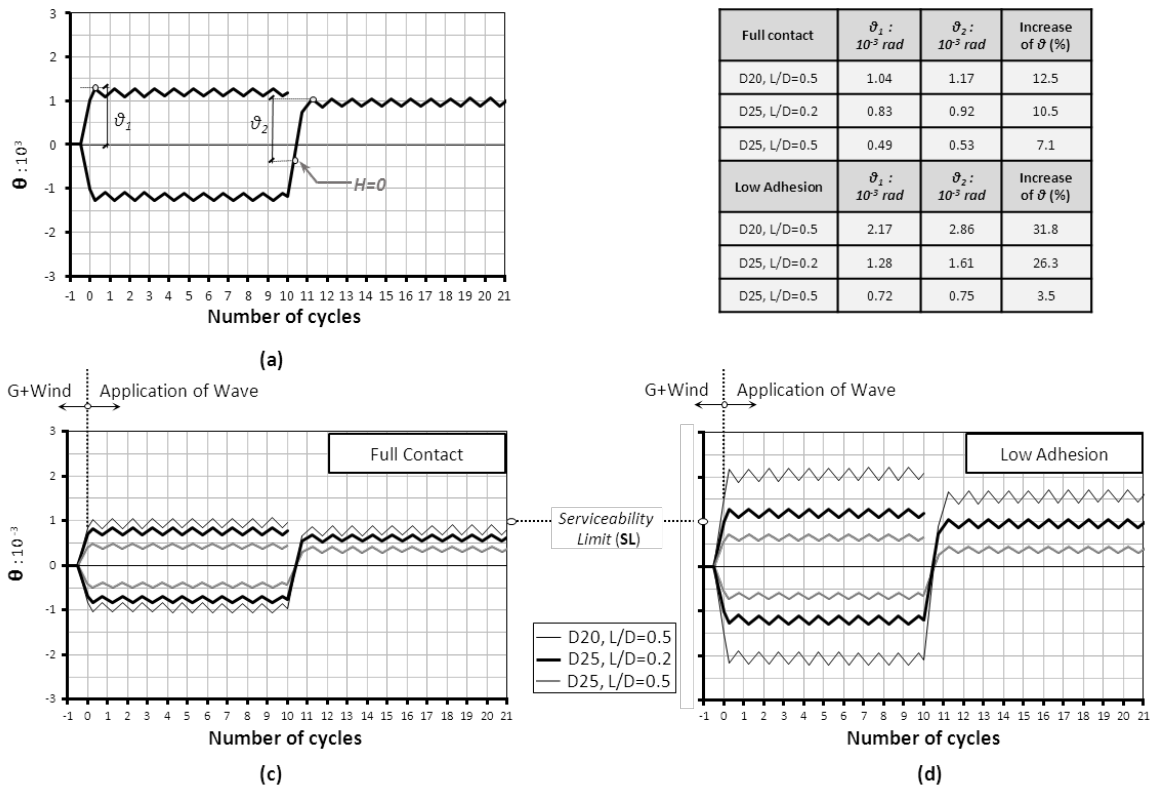 3
2
1
0
-1
-2
-3
θ :10³
ϑ₁
ϑ₂
H=0
-1 0 1 2 3 4 5 6 7 8 9 10 11 12 13 14 15 16 17 18 19 20 21
Number of cycles
(a)
Full contact ϑ₁ : 10⁻³ rad ϑ₂ : 10⁻³ rad Increase of ϑ (%)
D20, L/D=0.5 1.04 1.17 12.5
D25, L/D=0.2 0.83 0.92 10.5
D25, L/D=0.5 0.49 0.53 7.1
Low Adhesion ϑ₁ : 10⁻³ rad ϑ₂ : 10⁻³ rad Increase of ϑ (%)
D20, L/D=0.5 2.17 2.86 31.8
D25, L/D=0.2 1.28 1.61 26.3
D25, L/D=0.5 0.72 0.75 3.5
G+Wind Application of Wave
3
2
1
0
-1
-2
-3
θ :10⁻³
Full Contact
-1 0 1 2 3 4 5 6 7 8 9 10 11 12 13 14 15 16 17 18 19 20 21
Number of cycles
(c)
Serviceability
Limit (SL)
D20, L/D=0.5
D25, L/D=0.2
D25, L/D=0.5
G+Wind Application of Wave
Low Adhesion
-1 0 1 2 3 4 5 6 7 8 9 10 11 12 13 14 15 16 17 18 19 20 21
Number of cycles
(d)